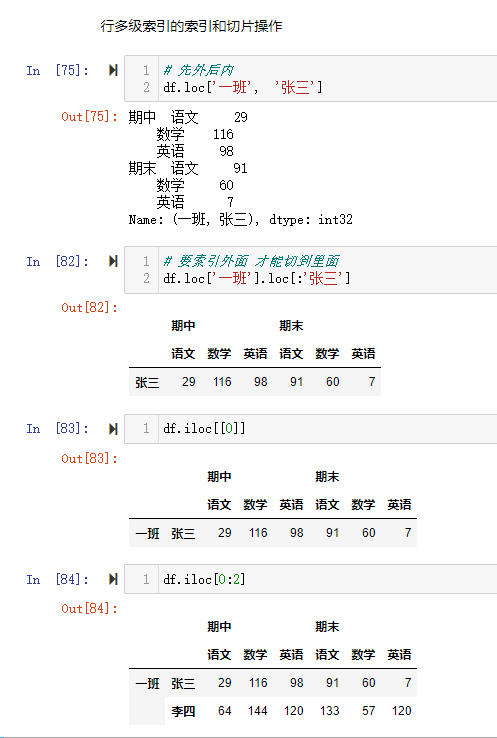 行多级索引的索引和切片操作
In [75]:
1 # 先外后内
2 df.loc['一班', '张三']
Out[75]: 期中 语文 29
数学 116
英语 98
期末 语文 91
数学 60
英语 7
Name: (一班, 张三), dtype: int32
In [82]:
1 # 要索引外面 才能切到里面
2 df.loc['一班'].loc[:'张三']
Out[82]:
期中 期末
语文 数学 英语 语文 数学 英语
张三 29 116 98 91 60 7
In [83]: 1 df.iloc[[0]]
Out[83]:
期中 期末
语文 数学 英语 语文 数学 英语
一班 张三 29 116 98 91 60 7
In [84]: 1 df.iloc[0:2]
Out[84]:
期中 期末
语文 数学 英语 语文 数学 英语
一班 张三 29 116 98 91 60 7
李四 64 144 120 133 57 120